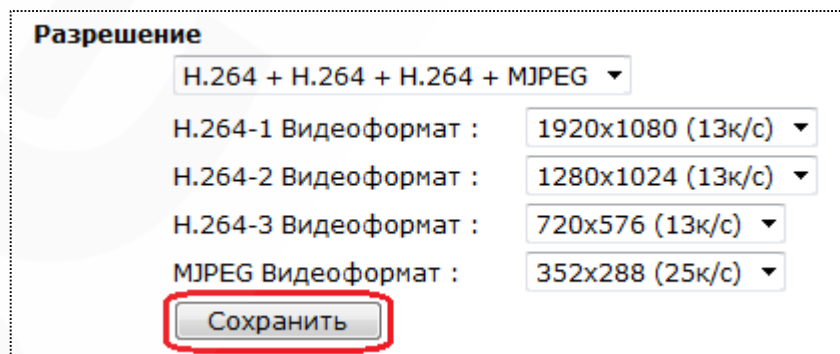 Разрешение
H.264 + H.264 + H.264 + MJPEG
H.264-1 Видеоформат : 1920x1080 (13к/с)
H.264-2 Видеоформат : 1280x1024 (13к/с)
H.264-3 Видеоформат : 720x576 (13к/с)
MJPEG Видеоформат : 352x288 (25к/с)
Сохранить